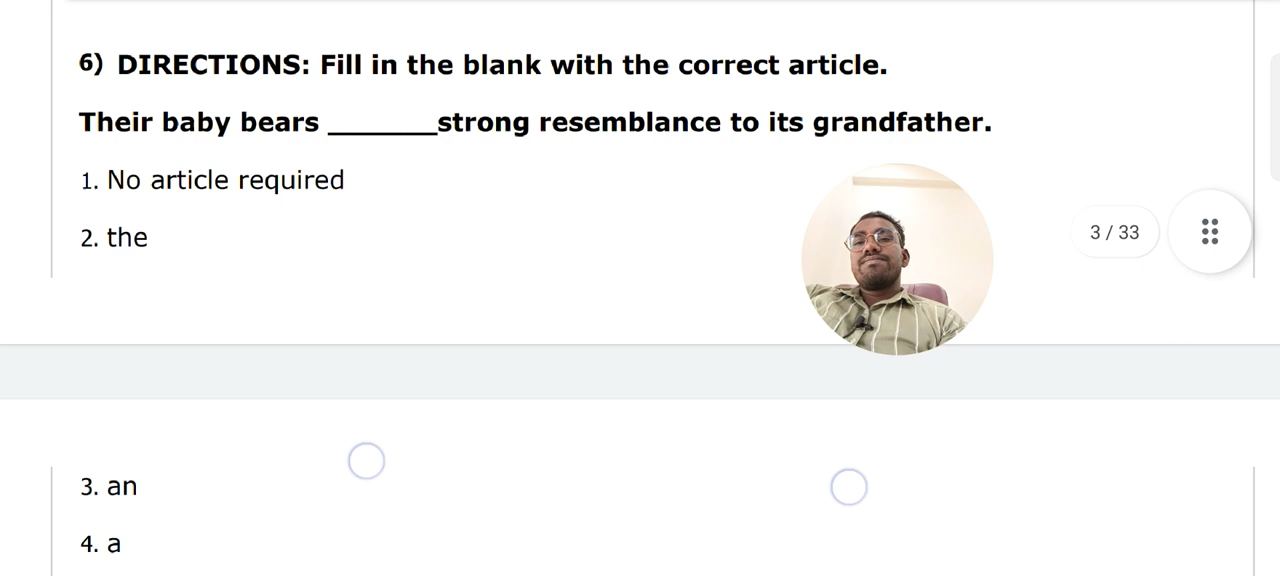 6) DIRECTIONS: Fill in the blank with the correct article.
Their baby bears ______strong resemblance to its grandfather.
1. No article required
2. the
3 / 33
3. an
4. a